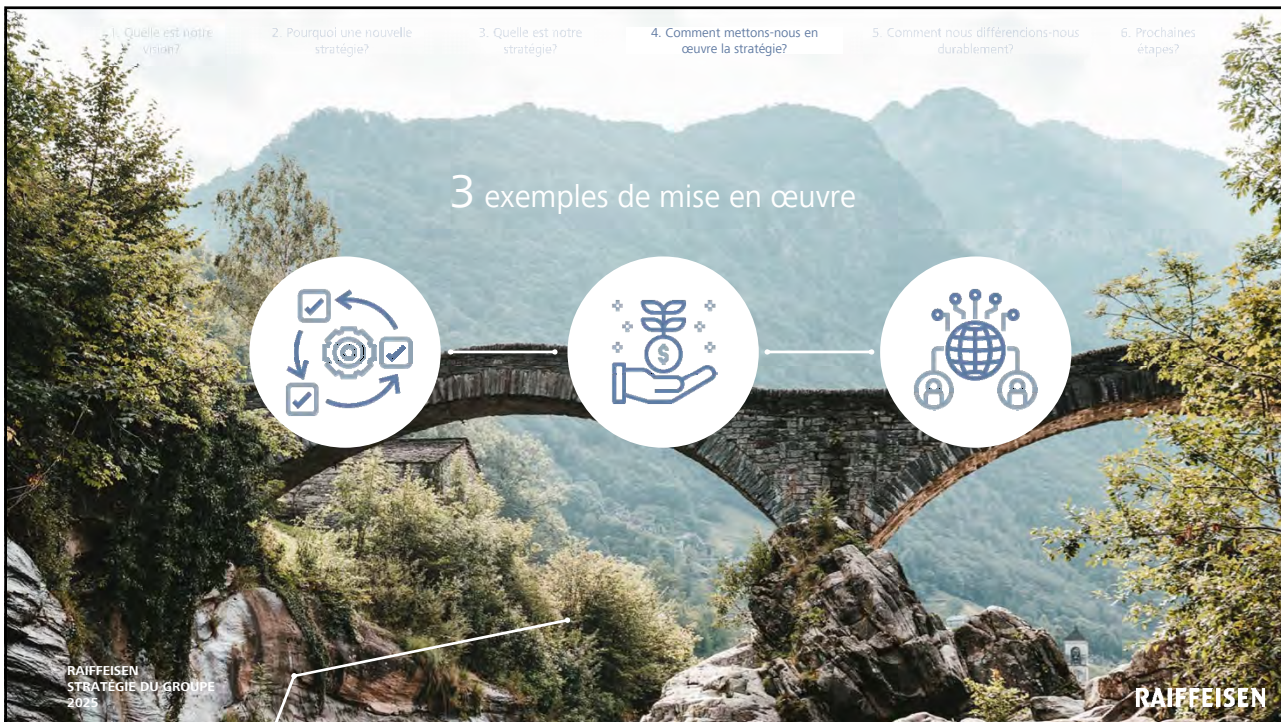 1. Quelle est notre
vision?
2. Pourquoi une nouvelle
stratégie?
3. Quelle est notre
stratégie?
4. Comment mettons-nous en
œuvre la stratégie?
5. Comment nous différencions-nous
durablement?
6. Prochaines
étapes?
3 exemples de mise en œuvre
$
RAIFFEISEN
STRATÉGIE DU GROUPE
2025
RAIFFEISEN